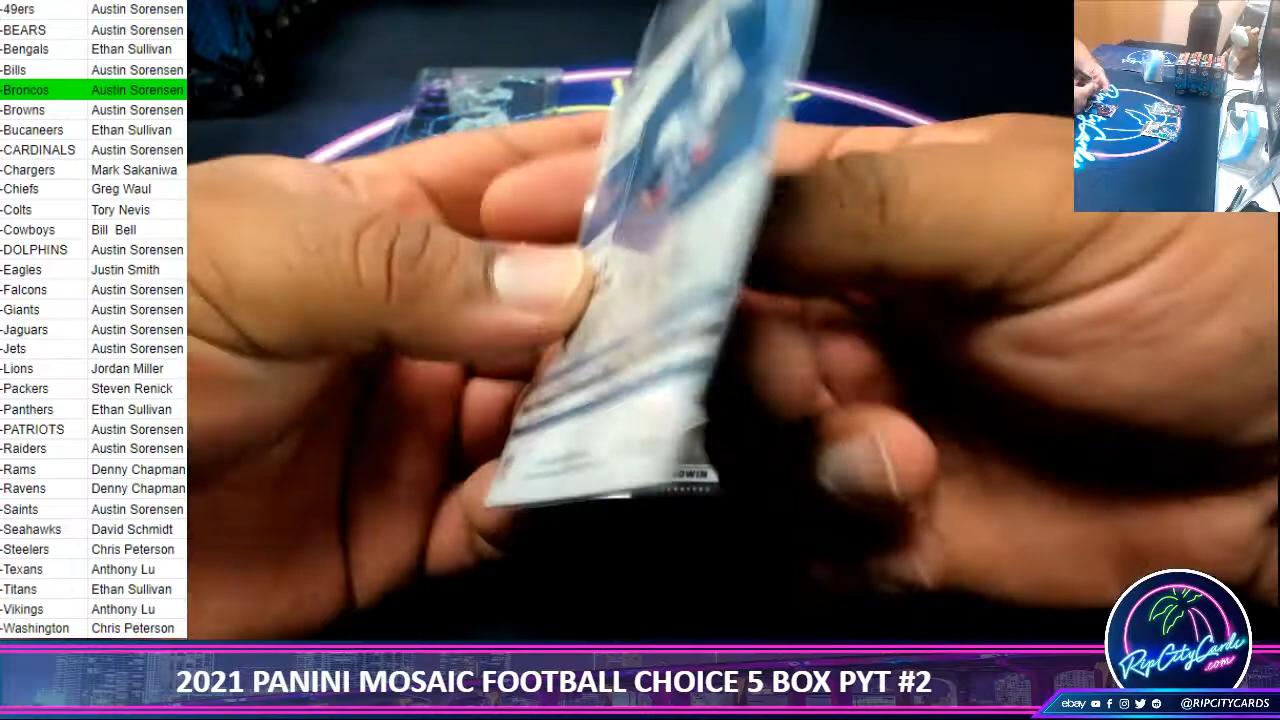 -49ers Austin Sorensen
-BEARS Austin Sorensen
-Bengals Ethan Sullivan
-Bills Austin Sorensen
-Broncos Austin Sorensen
-Browns Austin Sorensen
-Bucaneers Ethan Sullivan
-CARDINALS Austin Sorensen
-Chargers Mark Sakaniwa
-Chiefs Greg Waul
-Colts Tory Nevis
-Cowboys Bill Bell
-DOLPHINS Austin Sorensen
-Eagles Justin Smith
-Falcons Austin Sorensen
-Giants Austin Sorensen
-Jaguars Austin Sorensen
-Jets Austin Sorensen
-Lions Jordan Miller
-Packers Steven Renick
-Panthers Ethan Sullivan
-PATRIOTS Austin Sorensen
-Raiders Austin Sorensen
-Rams Denny Chapman
-Ravens Denny Chapman
-Saints Austin Sorensen
-Seahawks David Schmidt
-Steelers Chris Peterson
-Texans Anthony Lu
-Titans Ethan Sullivan
-Vikings Anthony Lu
-Washington Chris Peterson
2021 PANINI MOSAIC FOOTBALL CHOICE 5 BOX PYT #2
RipCityCards
.com
ebay @RIPCITYCARDS